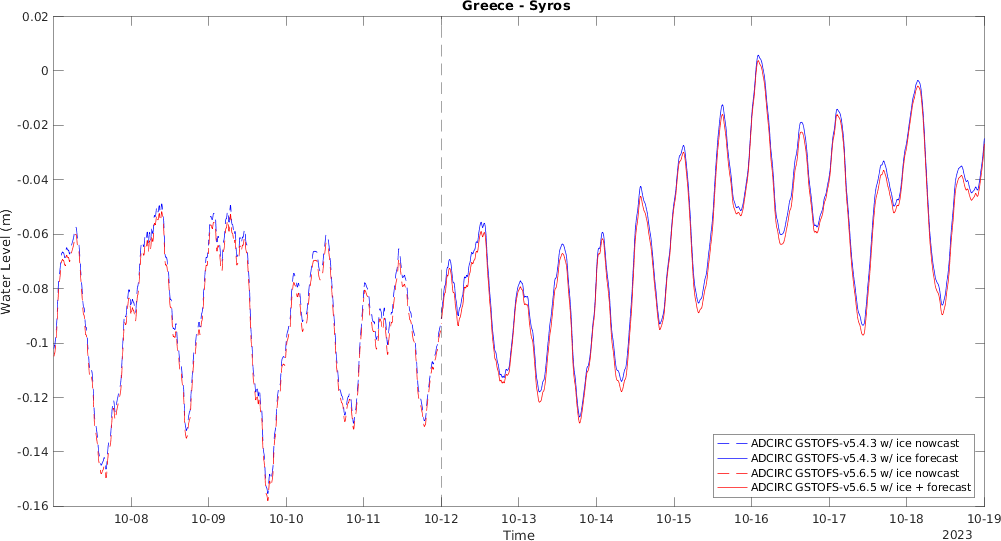 Greece - Syros
0.02
0
-0.02
-0.04
-0.06
-0.08
-0.1
-0.12
-0.14
-0.16
Water Level (m)
ADCIRC GSTOFS-v5.4.3 w/ ice nowcast
ADCIRC GSTOFS-v5.4.3 w/ ice forecast
ADCIRC GSTOFS-v5.6.5 w/ ice nowcast
ADCIRC GSTOFS-v5.6.5 w/ ice + forecast
10-08 10-09 10-10 10-11 10-12 10-13 10-14 10-15 10-16 10-17 10-18 10-19
Time
2023